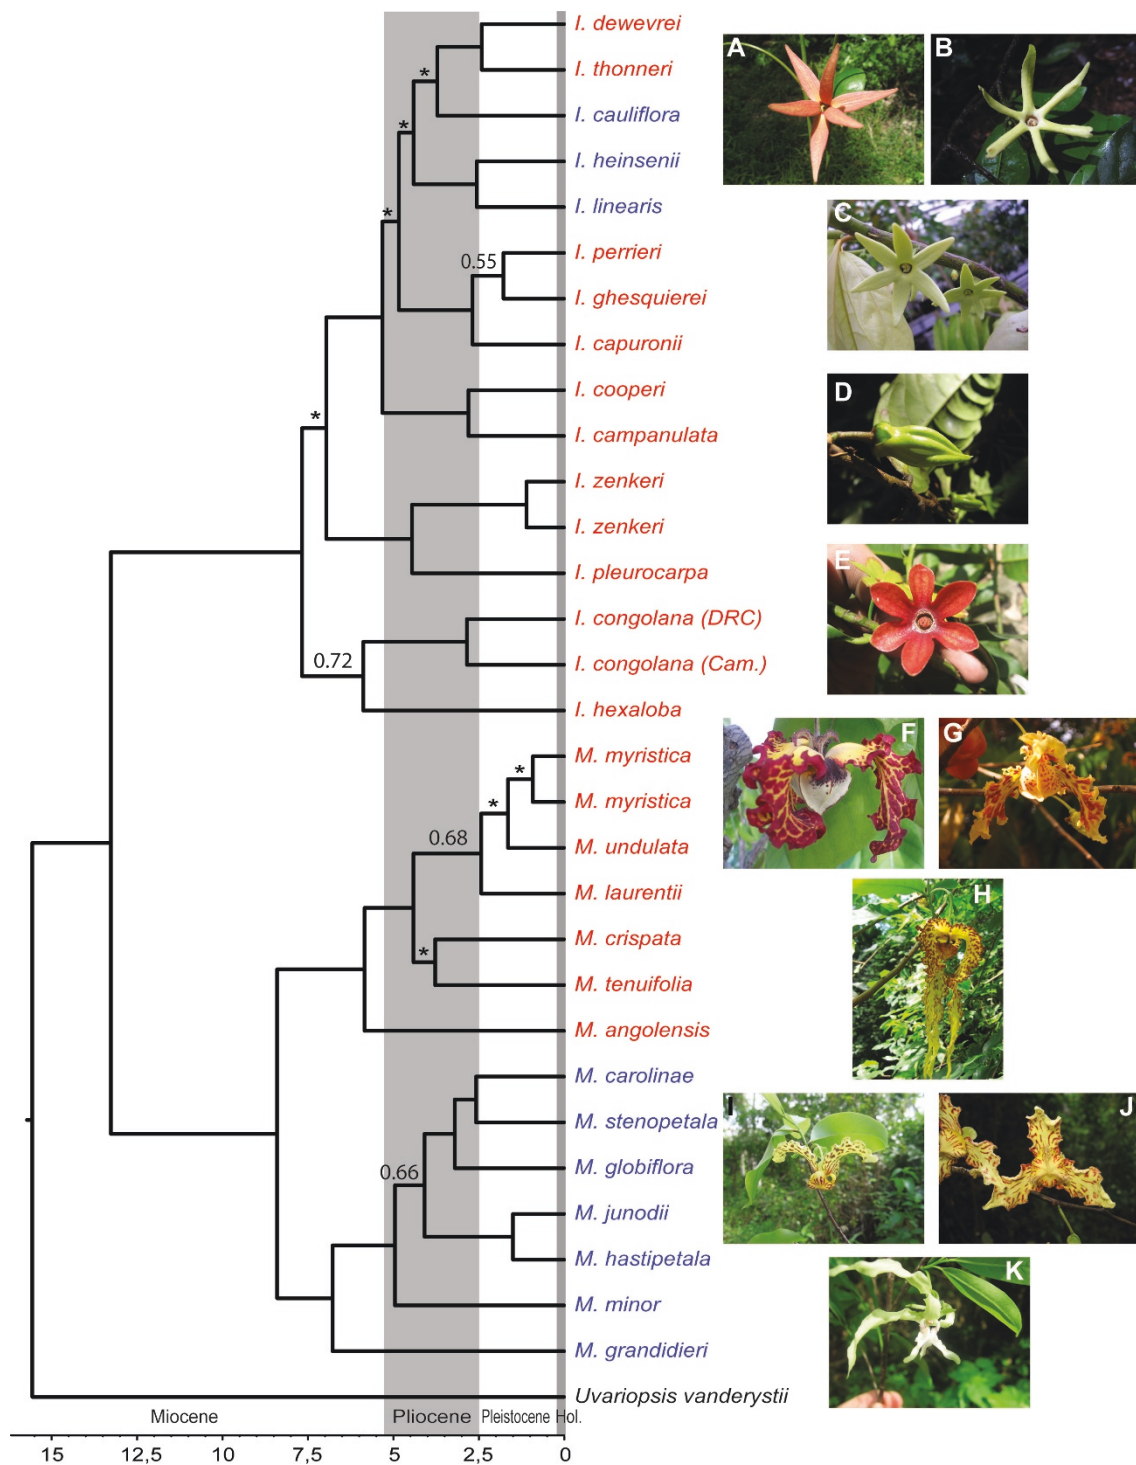 I. dewevrei
A
B
I. thonneri
*
I. cauliflora
*
I. heinsenii
I. linearis
*
C
I. perrieri
0.55
I. ghesquierei
I. capuronii
I. cooperi
D
*
I. campanulata
I. zenkeri
I. zenkeri
E
I. pleurocarpa
I. congolana (DRC)
0.72
I. congolana (Cam.)
I. hexaloba
F
G
M. myristica
*
M. myristica
*
0.68
M. undulata
M. laurentii
H
M. crispata
*
M. tenuifolia
M. angolensis
M. carolinae
I
J
M. stenopetala
0.66
M. globiflora
M. junodii
M. hastipetala
K
M. minor
M. grandidieri
Uvariopsis vanderystii
Miocene Pliocene Pleistocene Hol.
15 12,5 10 7,5 5 2,5 0